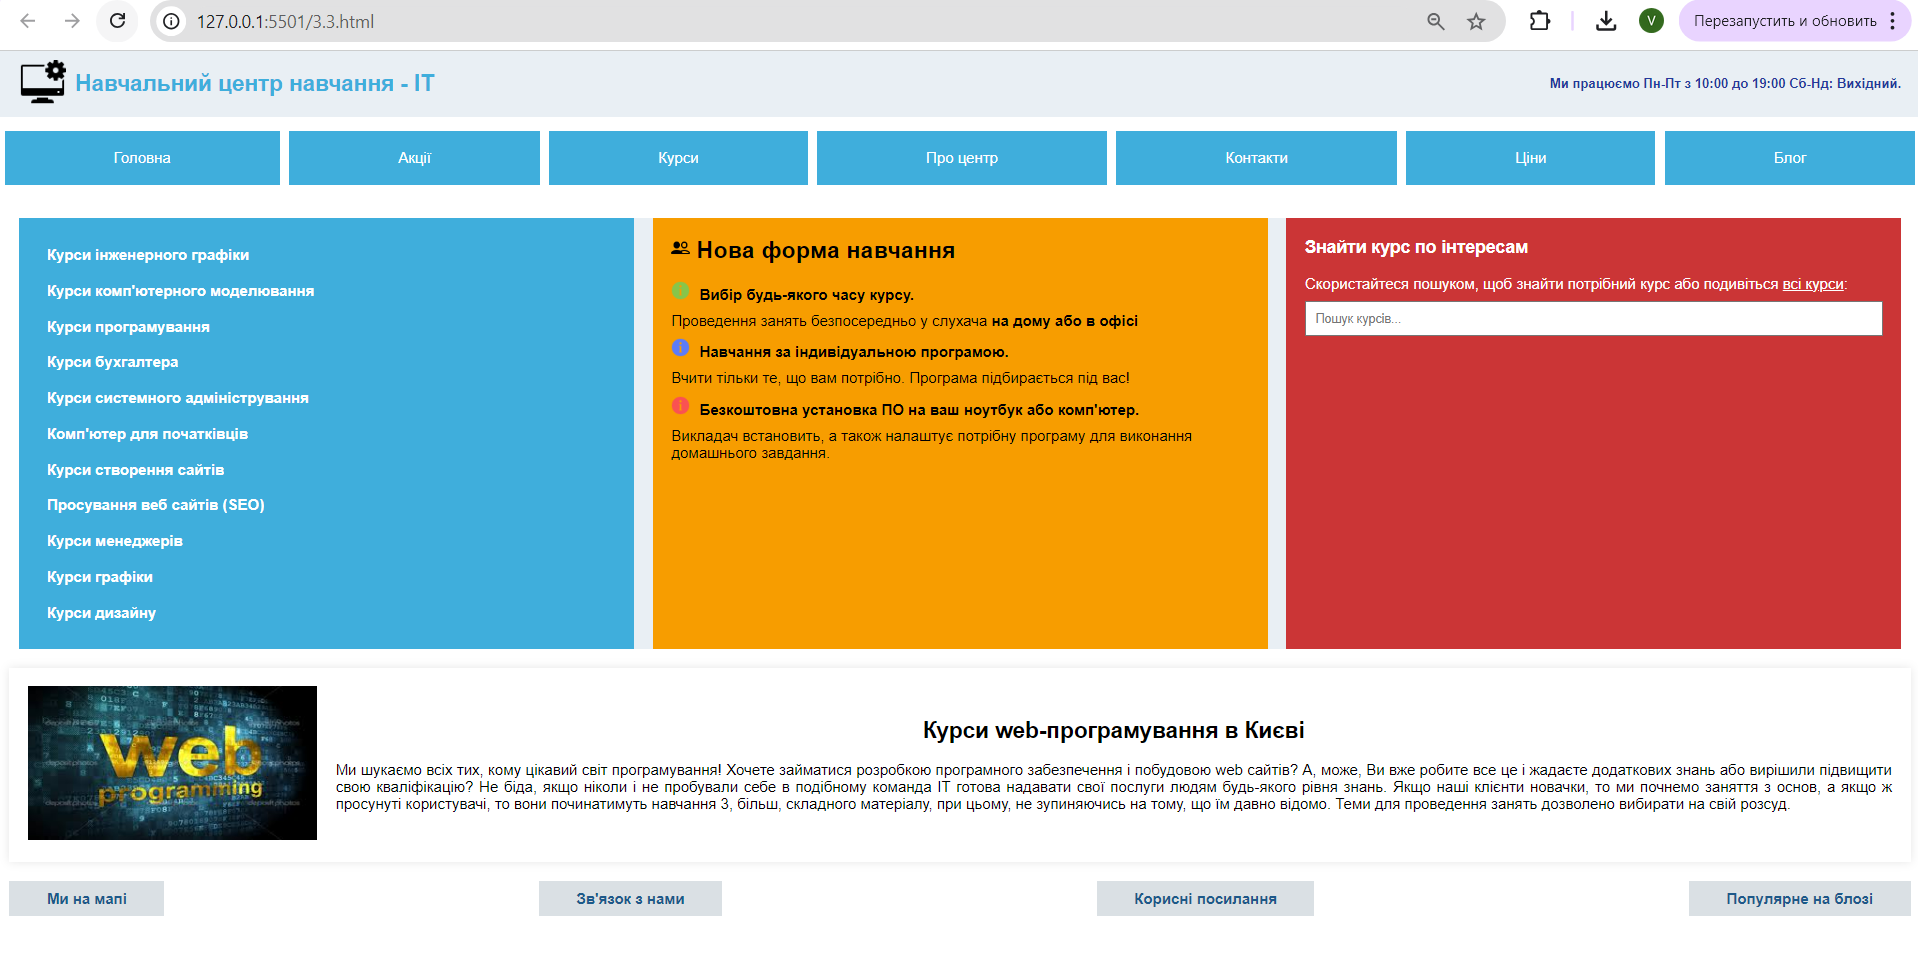 127.0.0.1:5501/3.3.html
V
Перезапустить и обновить
Навчальний центр навчання - ІТ
Ми працюємо Пн-Пт з 10:00 до 19:00 Сб-Нд: Вихідний.
Головна
Акції
Курси
Про центр
Контакти
Ціни
Блог
Курси інженерного графіки
Курси комп'ютерного моделювання
Курси програмування
Курси бухгалтера
Курси системного адміністрування
Комп'ютер для початківців
Курси створення сайтів
Просування веб сайтів (SEO)
Курси менеджерів
Курси графіки
Курси дизайну
Нова форма навчання
Вибір будь-якого часу курсу.
Проведення занять безпосередньо у слухача на дому або в офісі
Навчання за індивідуальною програмою.
Вчити тільки те, що вам потрібно. Програма підбирається під вас!
Безкоштовна установка ПО на ваш ноутбук або комп'ютер.
Викладач встановить, а також налаштує потрібну програму для виконання
домашнього завдання.
Знайти курс по інтересам
Скористайтеся пошуком, щоб знайти потрібний курс або подивіться всі курси:
Пошук курсів...
web
programming
Курси web-програмування в Києві
Ми шукаємо всіх тих, кому цікавий світ програмування! Хочете займатися розробкою програмного забезпечення і побудовою web сайтів? А, може, Ви вже робите все це і жадаєте додаткових знань або вирішили підвищити
свою кваліфікацію? Не біда, якщо ніколи і не пробували себе в подібному команда ІТ готова надавати свої послуги людям будь-якого рівня знань. Якщо наші клієнти новачки, то ми почнемо заняття з основ, а якщо ж
просунуті користувачі, то вони починатимуть навчання 3, більш, складного матеріалу, при цьому, не зупиняючись на тому, що їм давно відомо. Теми для проведення занять дозволено вибирати на свій розсуд.
Ми на мапі
Зв'язок з нами
Корисні посилання
Популярне на блозі